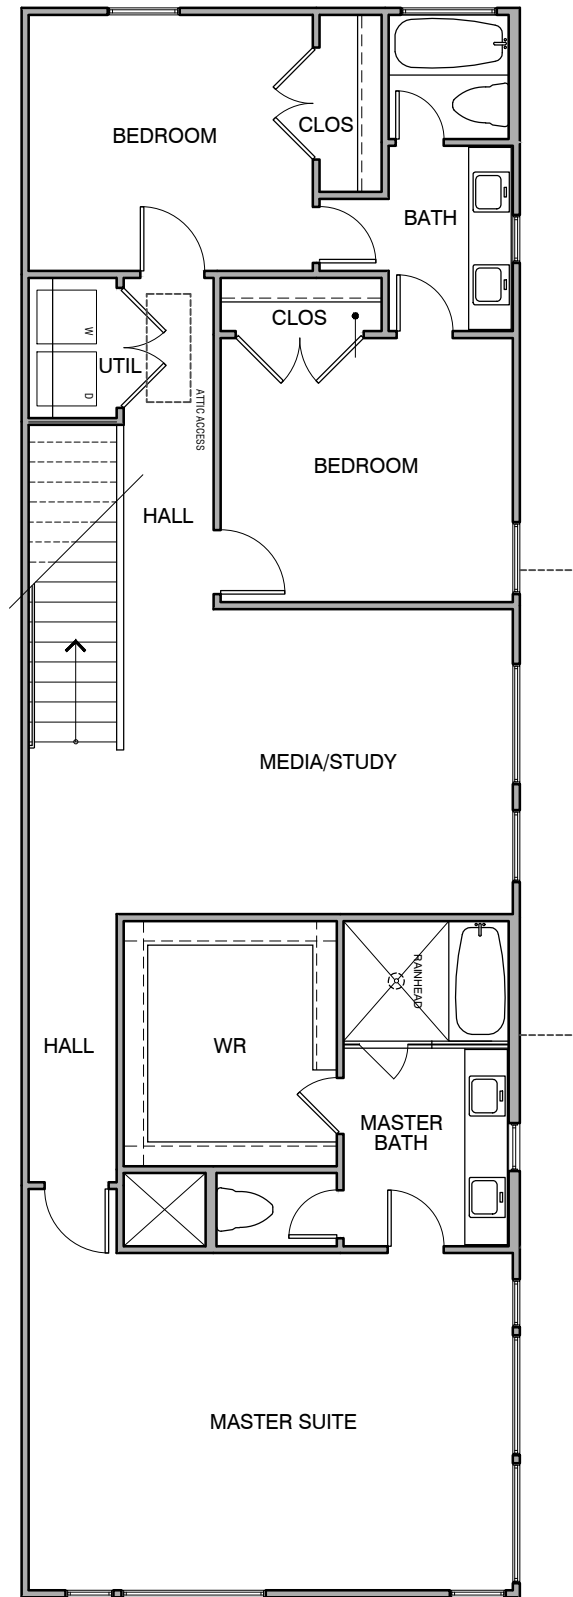 BEDROOM
CLOS
BATH
CLOS
W
UTIL
D
ATTIC ACCESS
BEDROOM
HALL
MEDIA/STUDY
RAINHEAD
HALL
WR
MASTER
BATH
MASTER SUITE